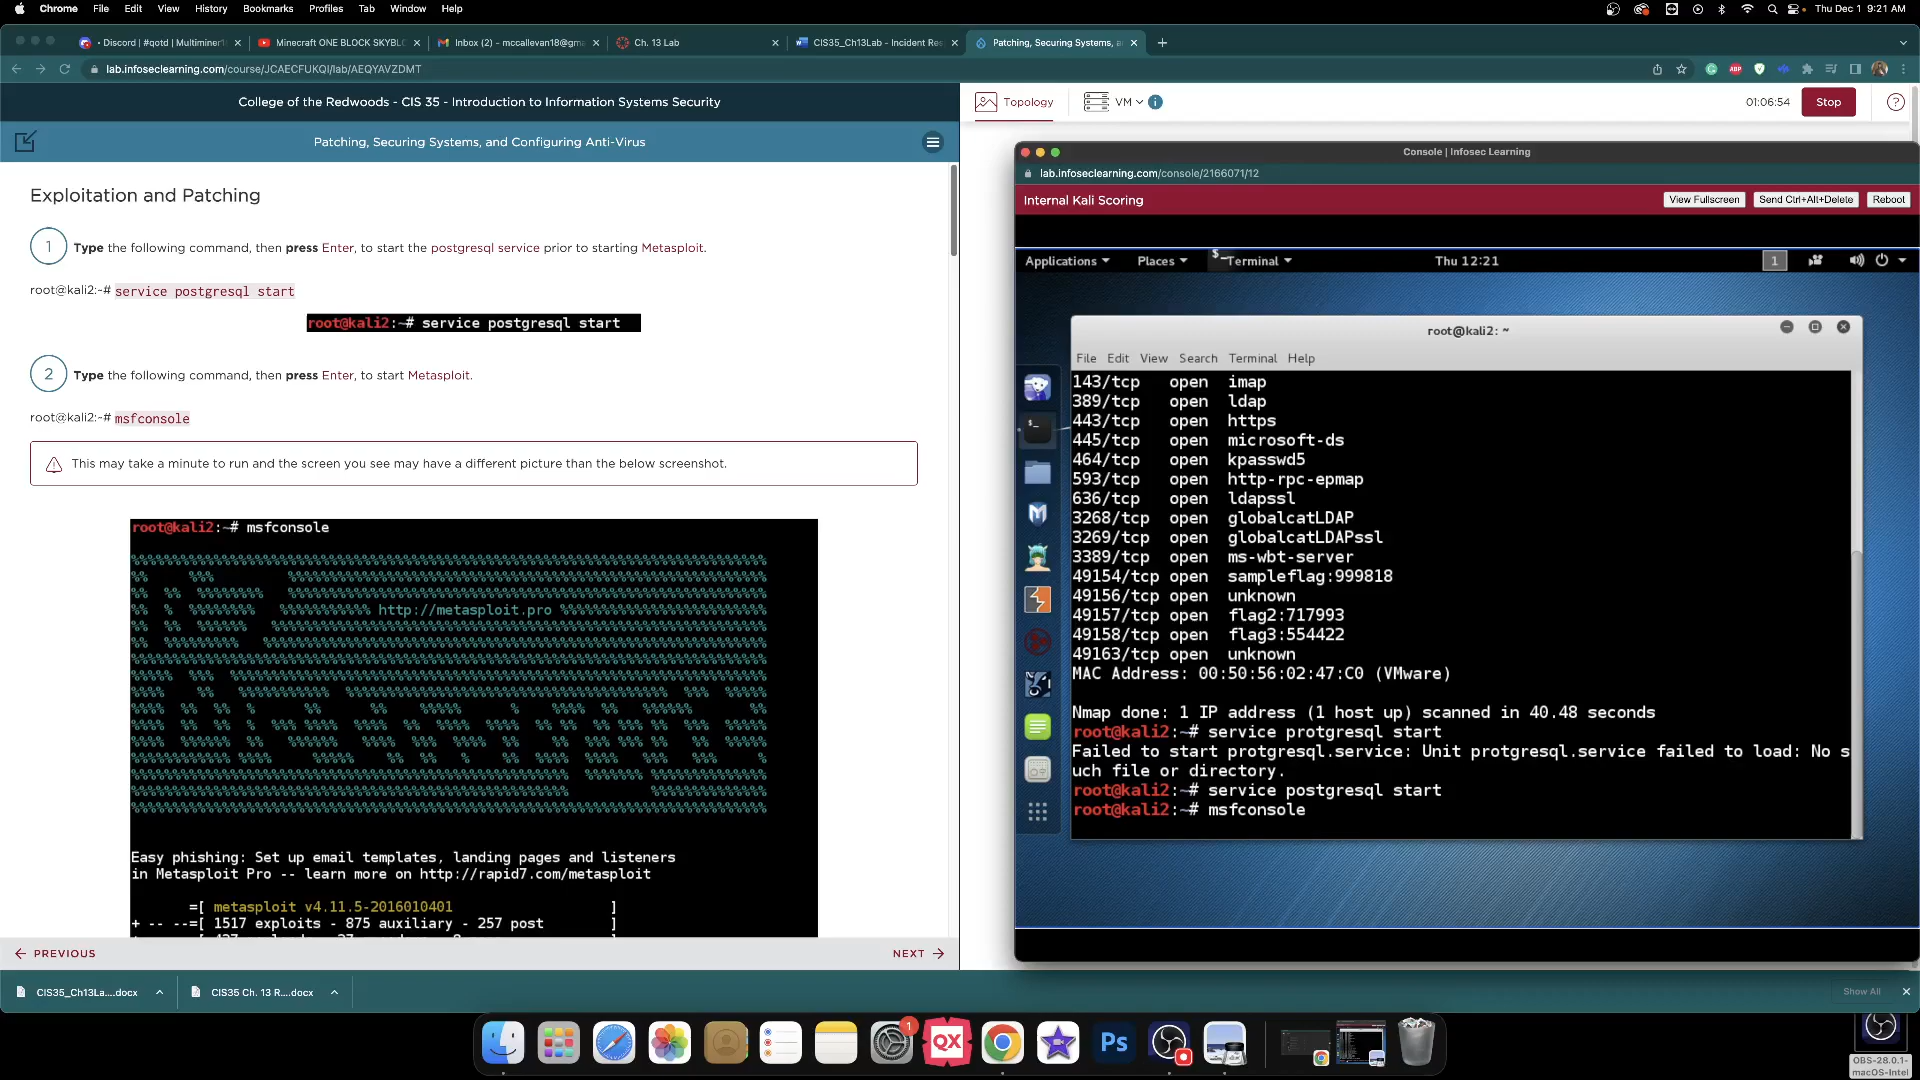 Chrome File Edit View History Bookmarks Profiles Tab Window Help
Thu Dec 1 9:21 AM
• Discord | #qotd | Multiminer
Minecraft ONE BLOCK SKYBLO
Inbox (2) - mccallevan18@gma
Ch. 13 Lab
CIS35_Ch13Lab - Incident Res
Patching, Securing Systems, a
lab.infoseclearning.com/course/JCAECFUKQI/lab/AEQYAVZDMT
College of the Redwoods - CIS 35 - Introduction to Information Systems Security
Patching, Securing Systems, and Configuring Anti-Virus
Exploitation and Patching
1 Type the following command, then press Enter, to start the postgresql service prior to starting Metasploit.
root@kali2:~# service postgresql start
root@kali2:~# service postgresql start
2 Type the following command, then press Enter, to start Metasploit.
root@kali2:~# msfconsole
This may take a minute to run and the screen you see may have a different picture than the below screenshot.
root@kali2:~# msfconsole
http://metasploit.pro
Easy phishing: Set up email templates, landing pages and listeners
in Metasploit Pro -- learn more on http://rapid7.com/metasploit
=[ metasploit v4.11.5-2016010401 ]
+ -- --=[ 1517 exploits - 875 auxiliary - 257 post ]
PREVIOUS
NEXT
Topology
VM
01:06:54
Stop
Console | Infosec Learning
lab.infoseclearning.com/console/2166071/12
Internal Kali Scoring
View Fullscreen
Send Ctrl+Alt+Delete
Reboot
Applications Places Terminal
Thu 12:21
1
root@kali2: ~
File Edit View Search Terminal Help
143/tcp open imap
389/tcp open ldap
443/tcp open https
445/tcp open microsoft-ds
464/tcp open kpasswd5
593/tcp open http-rpc-epmap
636/tcp open ldapssl
3268/tcp open globalcatLDAP
3269/tcp open globalcatLDAPssl
3389/tcp open ms-wbt-server
49154/tcp open sampleflag:999818
49156/tcp open unknown
49157/tcp open flag2:717993
49158/tcp open flag3:554422
49163/tcp open unknown
MAC Address: 00:50:56:02:47:C0 (VMware)
Nmap done: 1 IP address (1 host up) scanned in 40.48 seconds
root@kali2:~# service protgresql start
Failed to start protgresql.service: Unit protgresql.service failed to load: No s
uch file or directory.
root@kali2:~# service postgresql start
root@kali2:~# msfconsole
CIS35_Ch13La....docx
CIS35 Ch. 13 R....docx
Show All
1
QX
Ps
OBS-28.0.1-
macOS-Intel